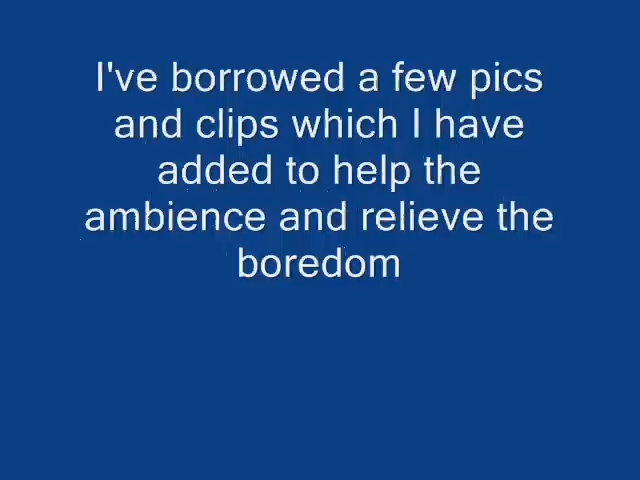 I've borrowed a few pics
and clips which I have
added to help the
ambience and relieve the
boredom